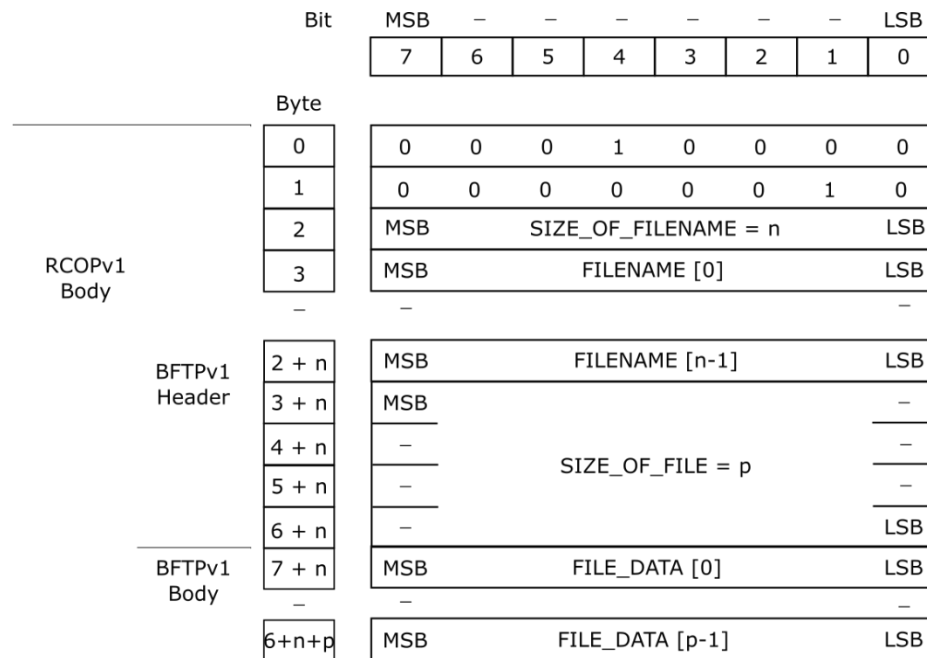 Bit MSB – – – – – – LSB
7 6 5 4 3 2 1 0
Byte
0 0 0 0 1 0 0 0 0
1 0 0 0 0 0 0 1 0
2 MSB SIZE_OF_FILENAME = n LSB
RCOPv1 Body 3 MSB FILENAME [0] LSB
– – –
BFTPv1 Header 2 + n MSB FILENAME [n-1] LSB
3 + n MSB –
4 + n – –
SIZE_OF_FILE = p
5 + n – –
6 + n – LSB
BFTPv1 Body 7 + n MSB FILE_DATA [0] LSB
– – –
6+n+p MSB FILE_DATA [p-1] LSB